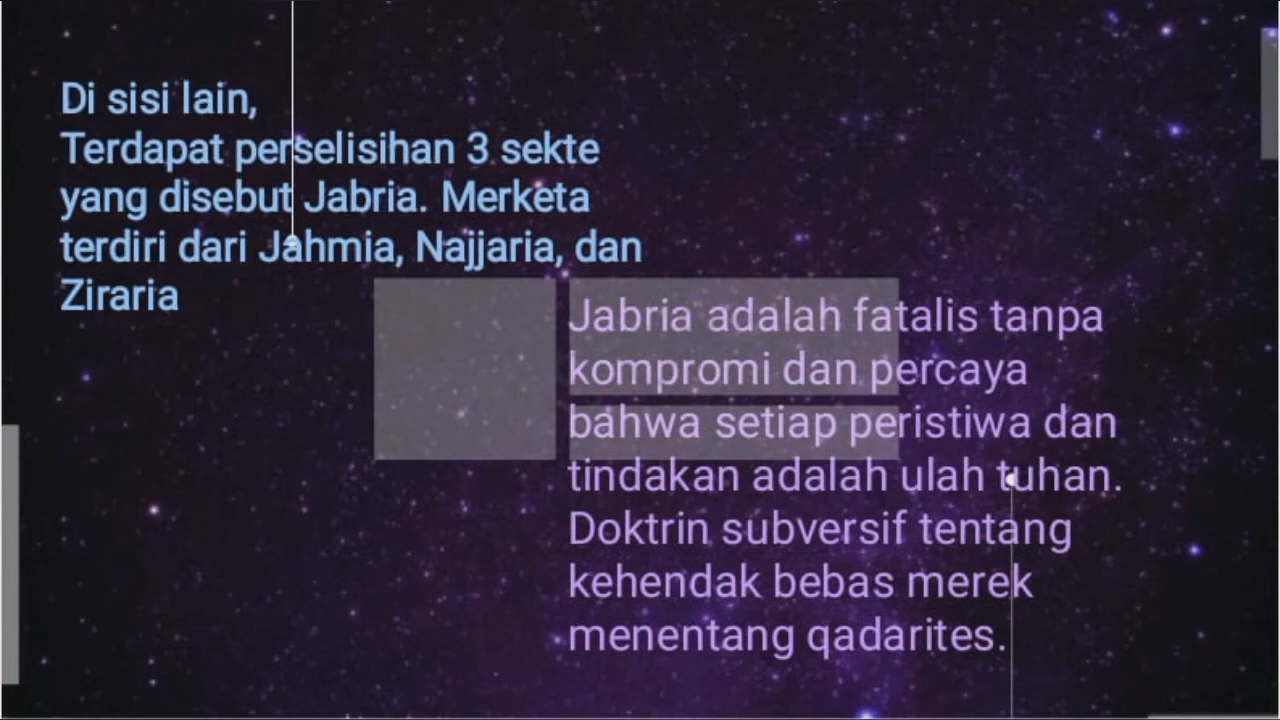 Di sisi lain,
Terdapat perselisihan 3 sekte
yang disebut Jabria. Merketa
terdiri dari Jahmia, Najjaria, dan
Ziraria
Jabria adalah fatalis tanpa
kompromi dan percaya
bahwa setiap peristiwa dan
tindakan adalah ulah tuhan.
Doktrin subversif tentang
kehendak bebas merek
menentang qadarites.